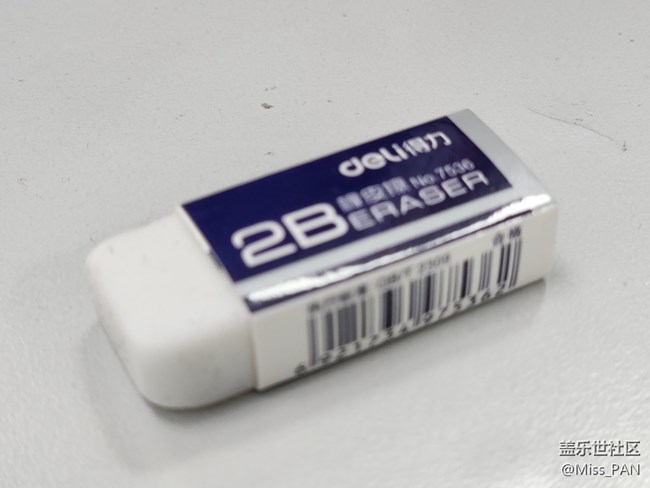 deli得力
2B
橡皮擦 No.7536
ERASER
合格
盖乐世社区
@Miss_PAN